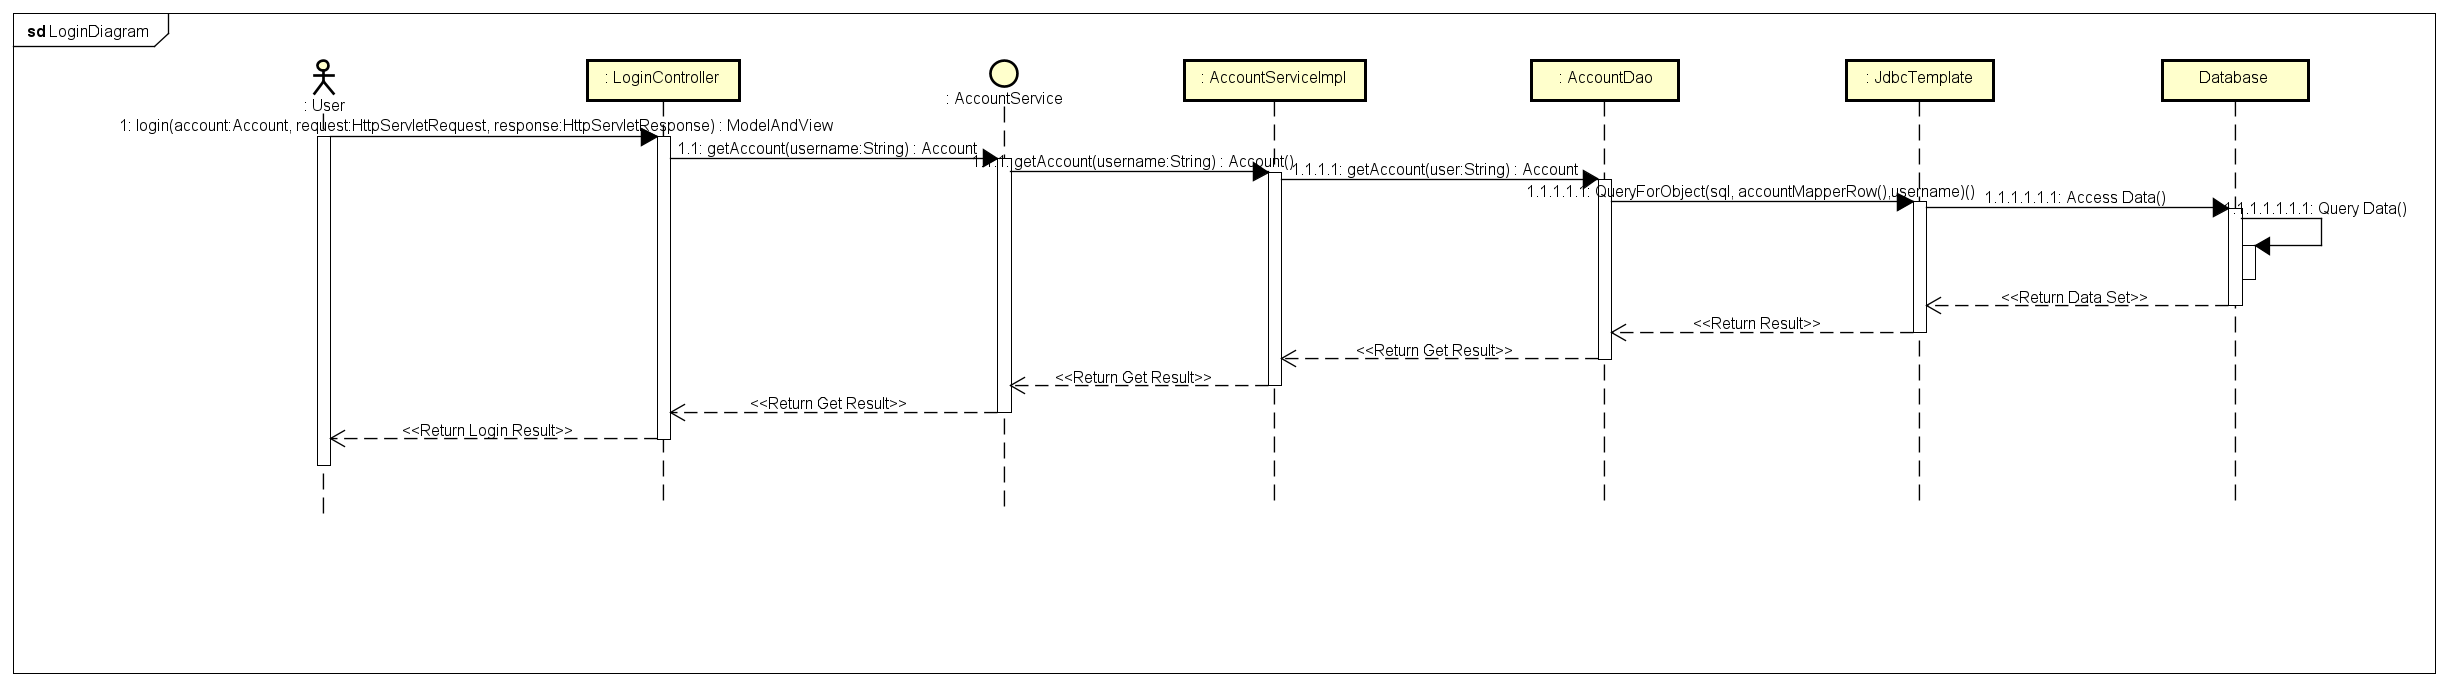 sd LoginDiagram
: User
: LoginController
: AccountService
: AccountServiceImpl
: AccountDao
: JdbcTemplate
Database
1: login(account:Account, request:HttpServletRequest, response:HttpServletResponse) : ModelAndView
1.1: getAccount(username:String) : Account
1.1.1: getAccount(username:String) : Account()
1.1.1.1: getAccount(user:String) : Account
1.1.1.1.1: QueryForObject(sql, accountMapperRow(),username)()
1.1.1.1.1.1: Access Data()
1.1.1.1.1.1.1: Query Data()
<<Return Data Set>>
<<Return Result>>
<<Return Get Result>>
<<Return Get Result>>
<<Return Get Result>>
<<Return Login Result>>